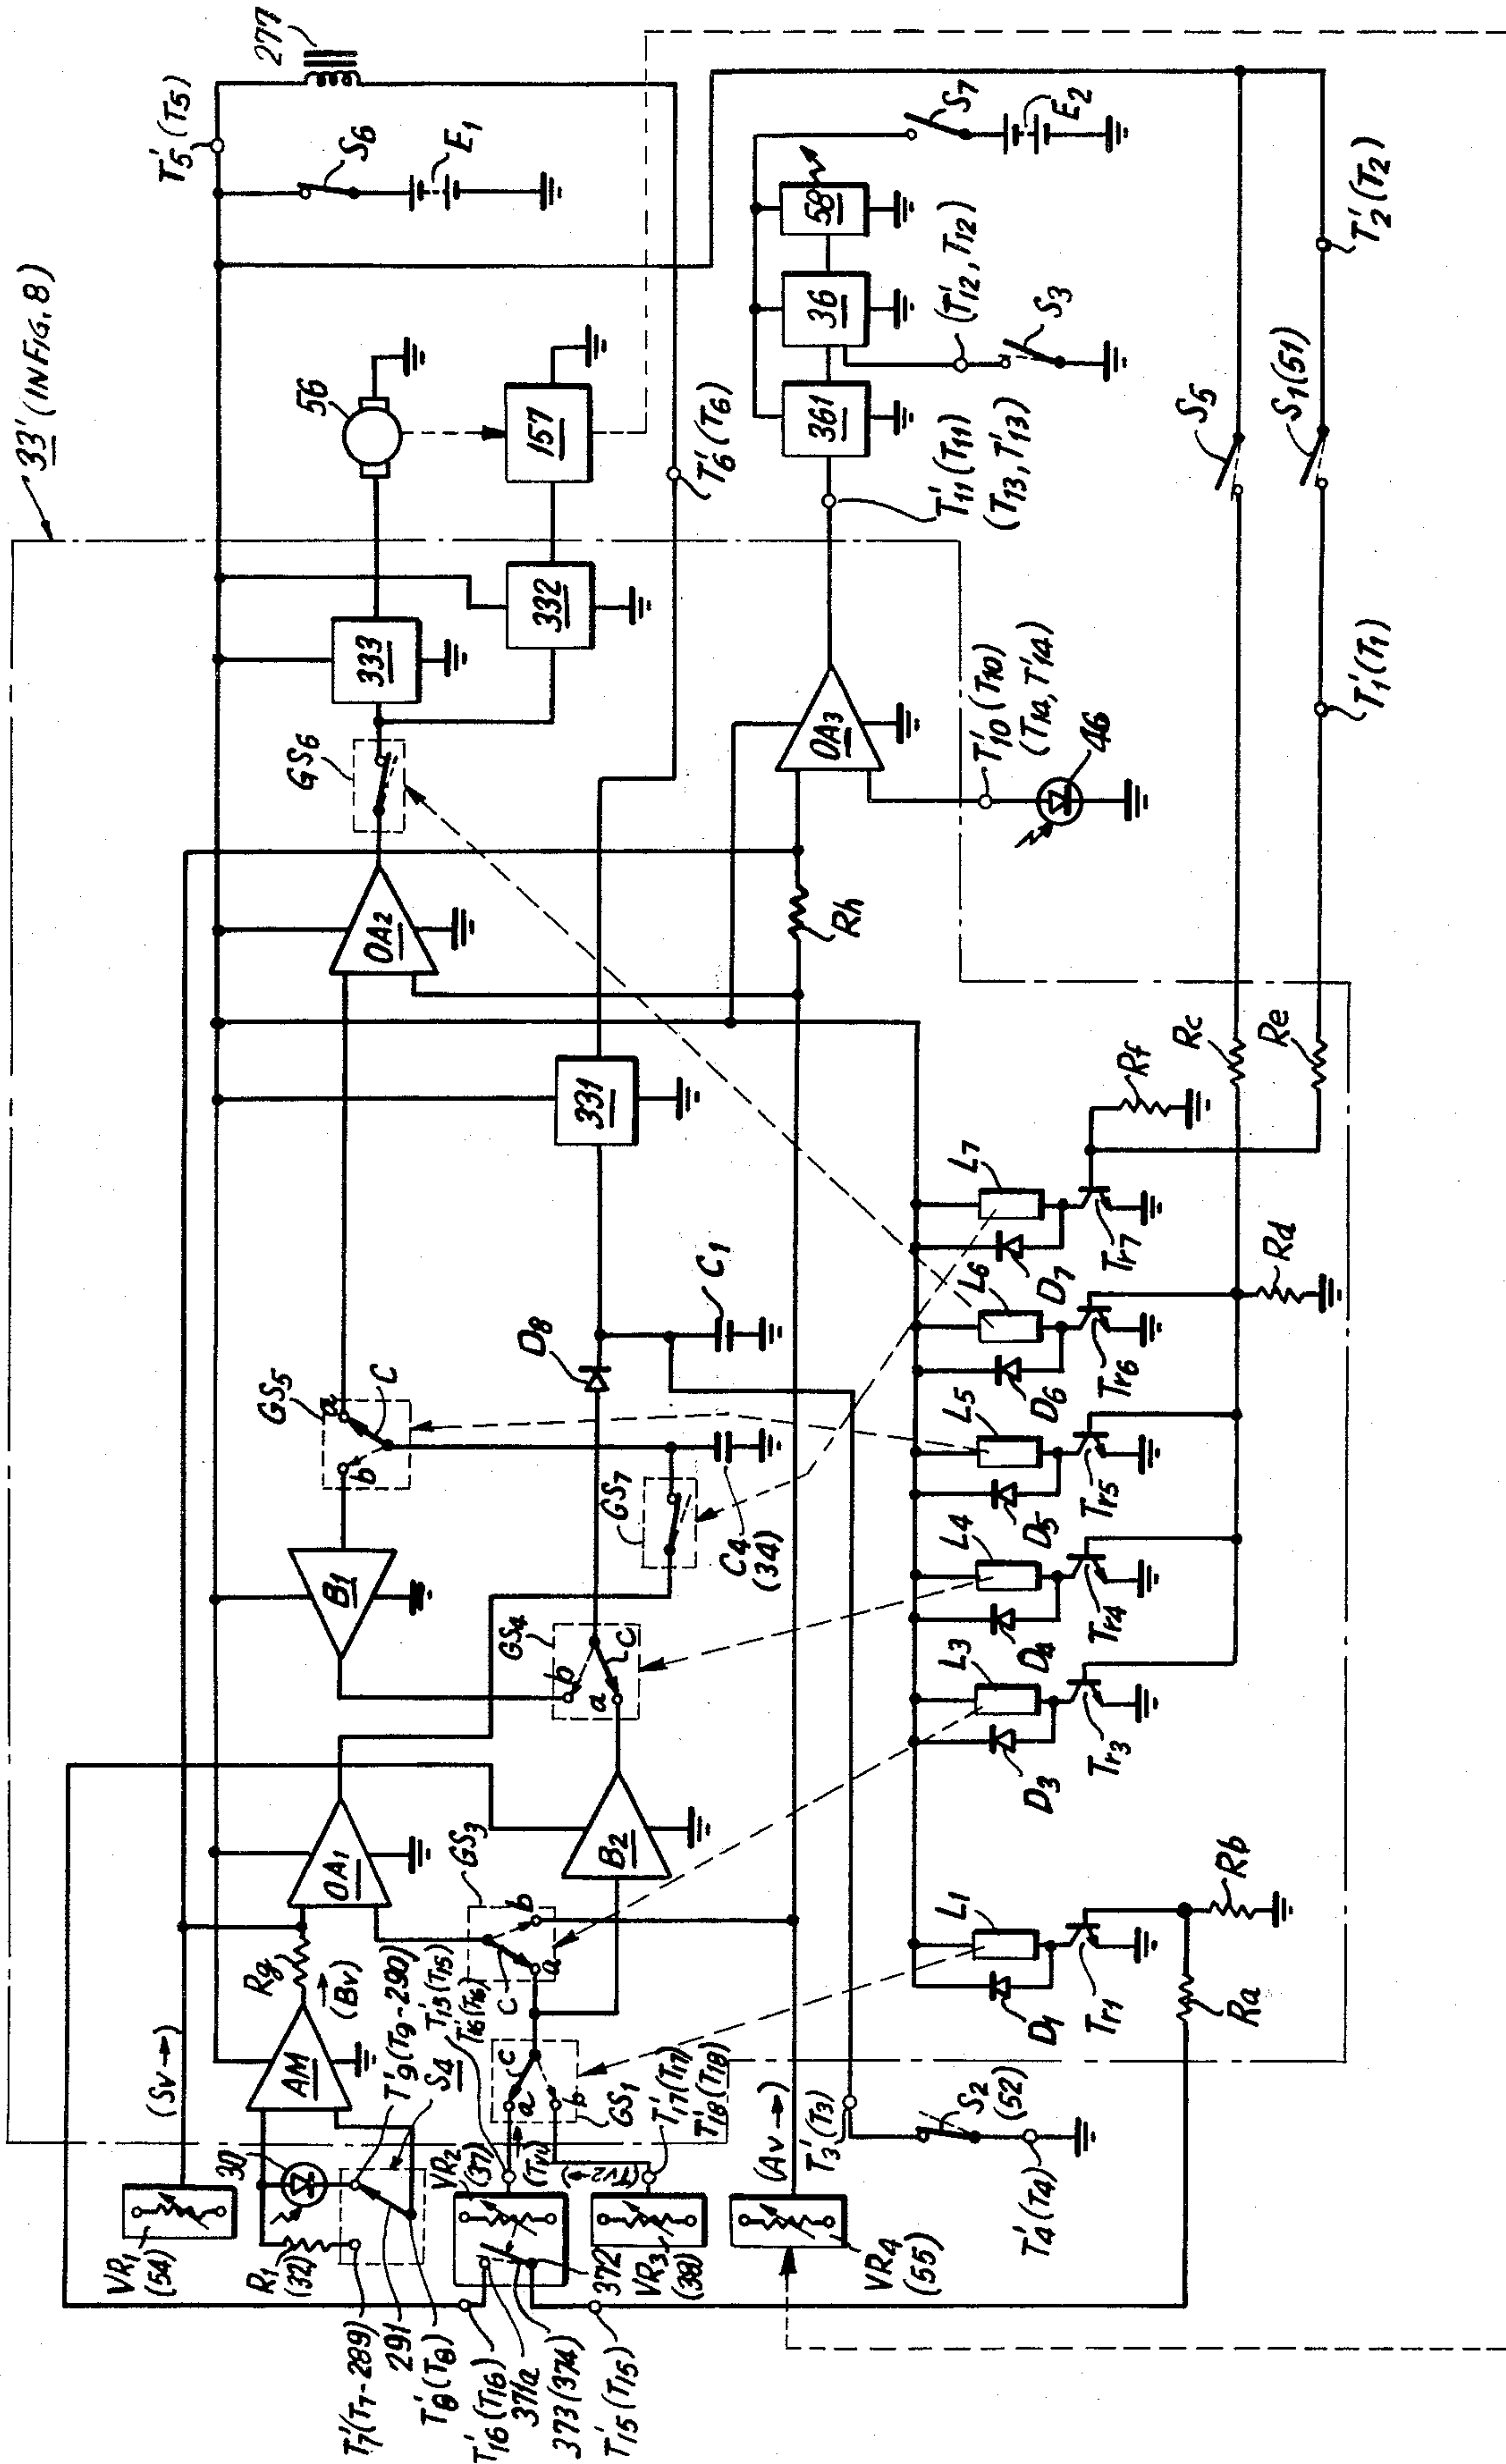 33' (IN FIG. 8)
T'5 (T5)
277
S6
E1
56
157
333
332
GS6
OA2
T'6 (T6)
S7
E2
58
36
361
(T'12, T12)
S3
T'11 (T11)
(T13, T'13)
OA3
T'10 (T10)
(T14, T'14)
46
Rh
S5
S1 (51)
T'2 (T2)
T'1 (T1)
Rc
Re
Rf
Rd
331
D8
C1
GS5
a
b
C
GS7
C4
(34)
B1
GS4
b
a
C
B2
OA1
GS3
b
a
C
Rg
(Bv)
AM
(Sv→)
VR1
(54)
30
R1
(32)
T'7 (T7-289)
291
T'8 (T8)
T'9 (T9-290)
S4
T'15 (T15)
T'16 (T16)
VR2
(37)
(Tv1)
a
b
C
GS1
(Tv2→)
T'17 (T17)
T'18 (T18)
VR3
(38)
372
T'16 (T16)
371a
373 (374)
T'15 (T15)
(Av→)
VR4
(55)
T'3 (T3)
S2
(52)
T'4 (T4)
L1
D1
Tr1
Ra
Rb
L3
D3
Tr3
L4
D4
Tr4
L5
D5
Tr5
L6
D6
Tr6
L7
D7
Tr7